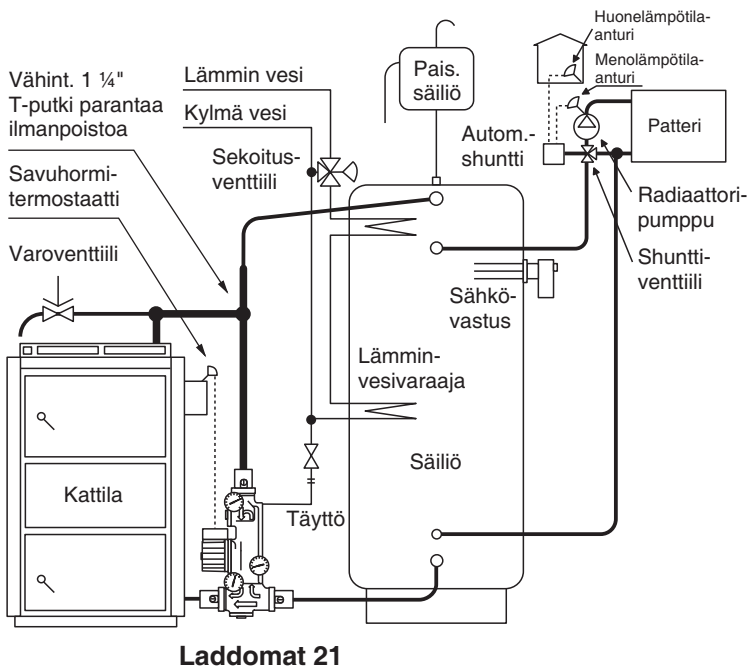 Huonelämpötila-
anturi
Menolämpötila-
anturi
Vähint. 1 ¼"
T-putki parantaa
ilmanpoistoa
Lämmin vesi
Kylmä vesi
Pais.
säiliö
Patteri
Autom.-
shuntti
Sekoitus-
venttiili
Savuhormi-
termostaatti
Radiaattori-
pumppu
Varoventtiili
Shuntti-
venttiili
Sähkö-
vastus
Lämmin-
vesivaraaja
Säiliö
Kattila
Täyttö
Laddomat 21